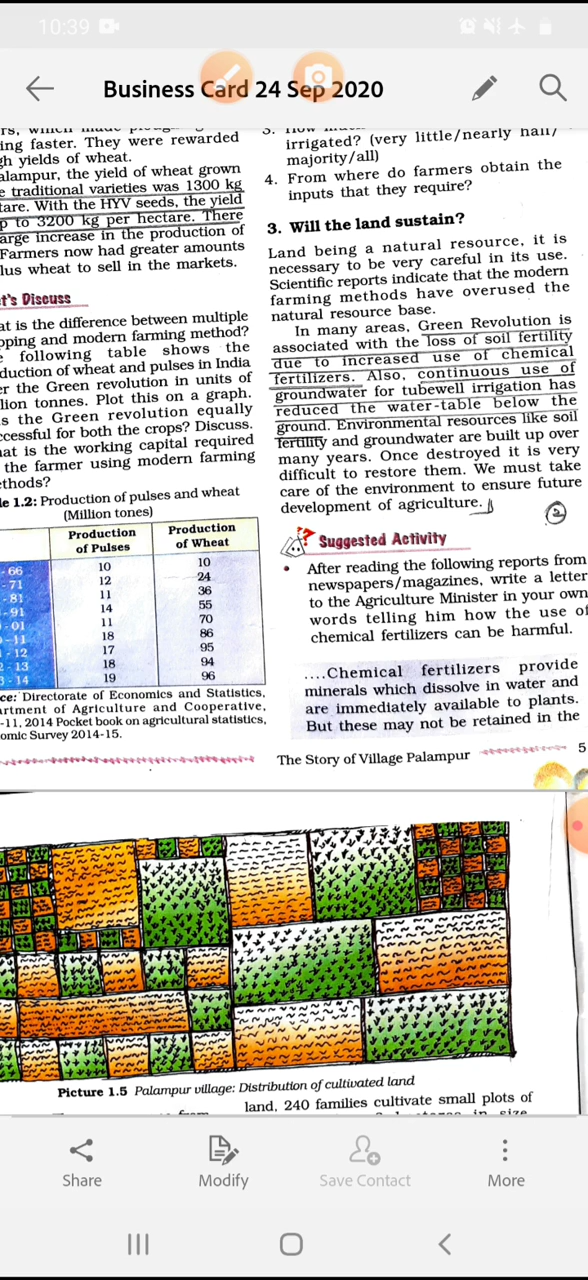 10:39
Business Card 24 Sep 2020
ing faster. They were rewarded
gh yields of wheat.
alampur, the yield of wheat grown
e traditional varieties was 1300 kg
tare. With the HYV seeds, the yield
p to 3200 kg per hectare. There
arge increase in the production of
Farmers now had greater amounts
lus wheat to sell in the markets.
t's Discuss
at is the difference between multiple
pping and modern farming method?
e following table shows the
duction of wheat and pulses in India
er the Green revolution in units of
lion tonnes. Plot this on a graph.
s the Green revolution equally
ccessful for both the crops? Discuss.
at is the working capital required
the farmer using modern farming
thods?
le 1.2: Production of pulses and wheat
(Million tones)
Production of Pulses Production of Wheat
- 66 10 10
- 71 12 24
- 81 11 36
- 91 14 55
- 01 11 70
- 11 18 86
- 12 17 95
- 13 18 94
- 14 19 96
ce: Directorate of Economics and Statistics,
artment of Agriculture and Cooperative,
-11, 2014 Pocket book on agricultural statistics,
omic Survey 2014-15.
irrigated? (very little/nearly half/
majority/all)
4. From where do farmers obtain the
inputs that they require?
3. Will the land sustain?
Land being a natural resource, it is
necessary to be very careful in its use.
Scientific reports indicate that the modern
farming methods have overused the
natural resource base.
In many areas, Green Revolution is
associated with the loss of soil fertility
due to increased use of chemical
fertilizers. Also, continuous use of
groundwater for tubewell irrigation has
reduced the water-table below the
ground. Environmental resources like soil
fertility and groundwater are built up over
many years. Once destroyed it is very
difficult to restore them. We must take
care of the environment to ensure future
development of agriculture.
2
Suggested Activity
• After reading the following reports from
newspapers/magazines, write a letter
to the Agriculture Minister in your own
words telling him how the use of
chemical fertilizers can be harmful.
....Chemical fertilizers provide
minerals which dissolve in water and
are immediately available to plants.
But these may not be retained in the
The Story of Village Palampur 5
Picture 1.5 Palampur village: Distribution of cultivated land
land, 240 families cultivate small plots of
Share
Modify
Save Contact
More